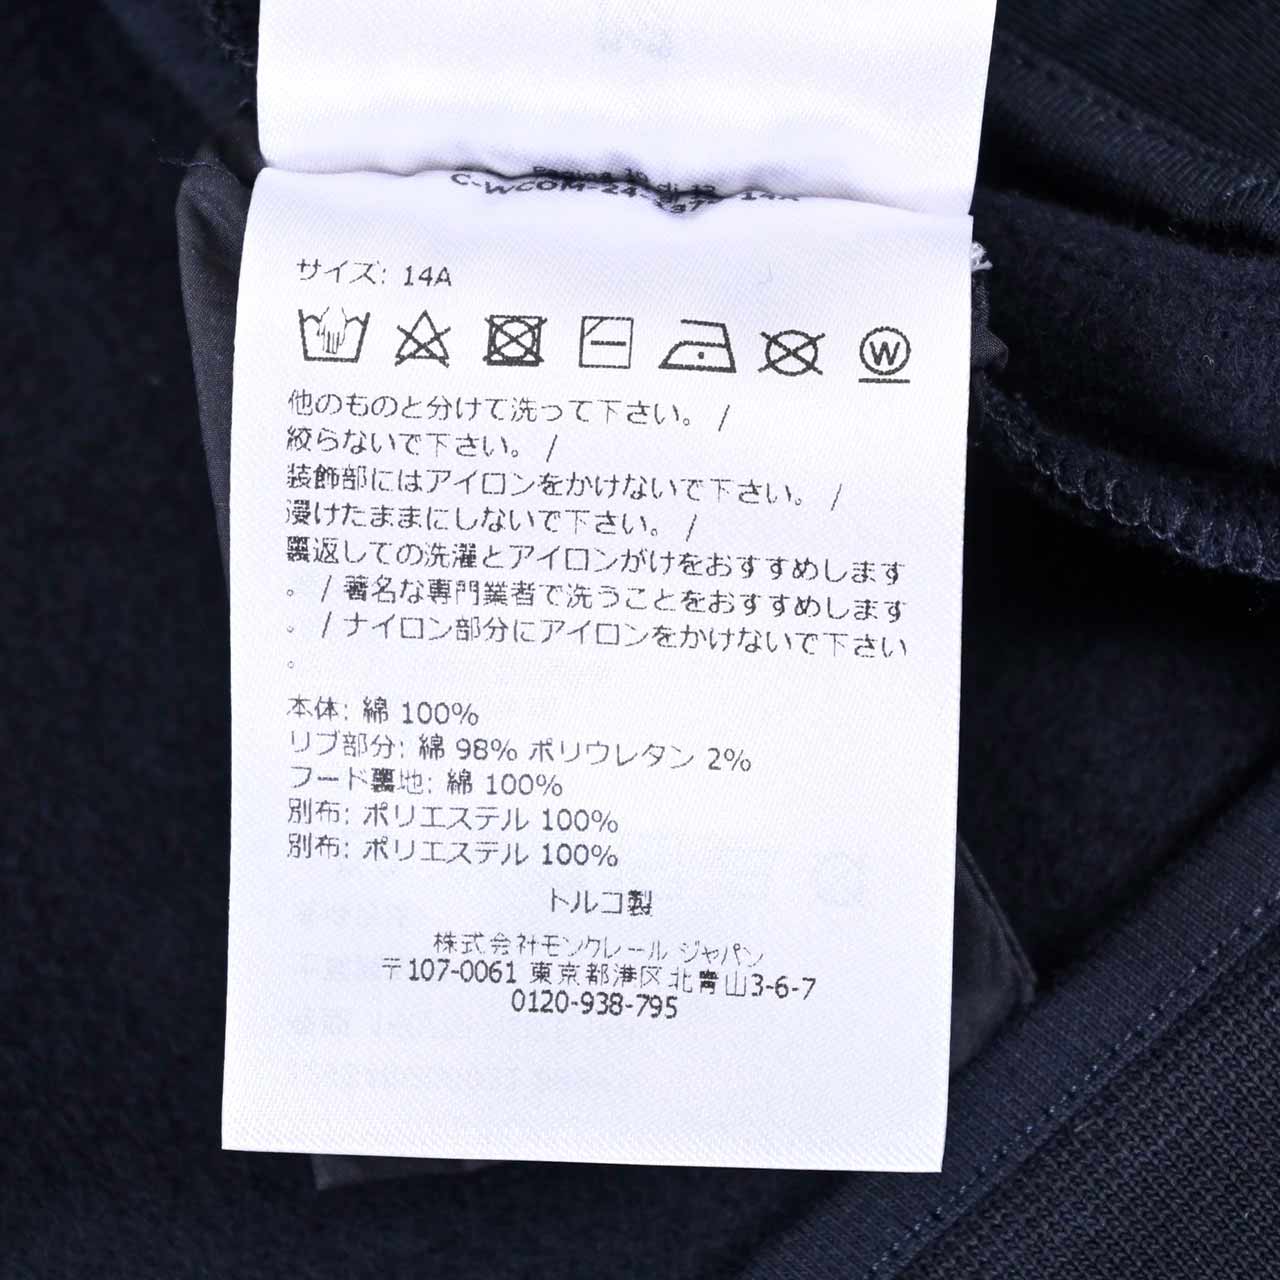 サイズ: 14A
W
他のものと分けて洗って下さい。 /
絞らないで下さい。 /
装飾部にはアイロンをかけないで下さい。 /
浸けたままにしないで下さい。 /
裏返しての洗濯とアイロンがけをおすすめします
。 / 著名な専門業者で洗うことをおすすめします
。 / ナイロン部分にアイロンをかけないで下さい
。
本体: 綿 100%
リブ部分: 綿 98% ポリウレタン 2%
フード裏地: 綿 100%
別布: ポリエステル 100%
別布: ポリエステル 100%
トルコ製
株式会社モンクレール ジャパン
〒107-0061 東京都港区北青山3-6-7
0120-938-795